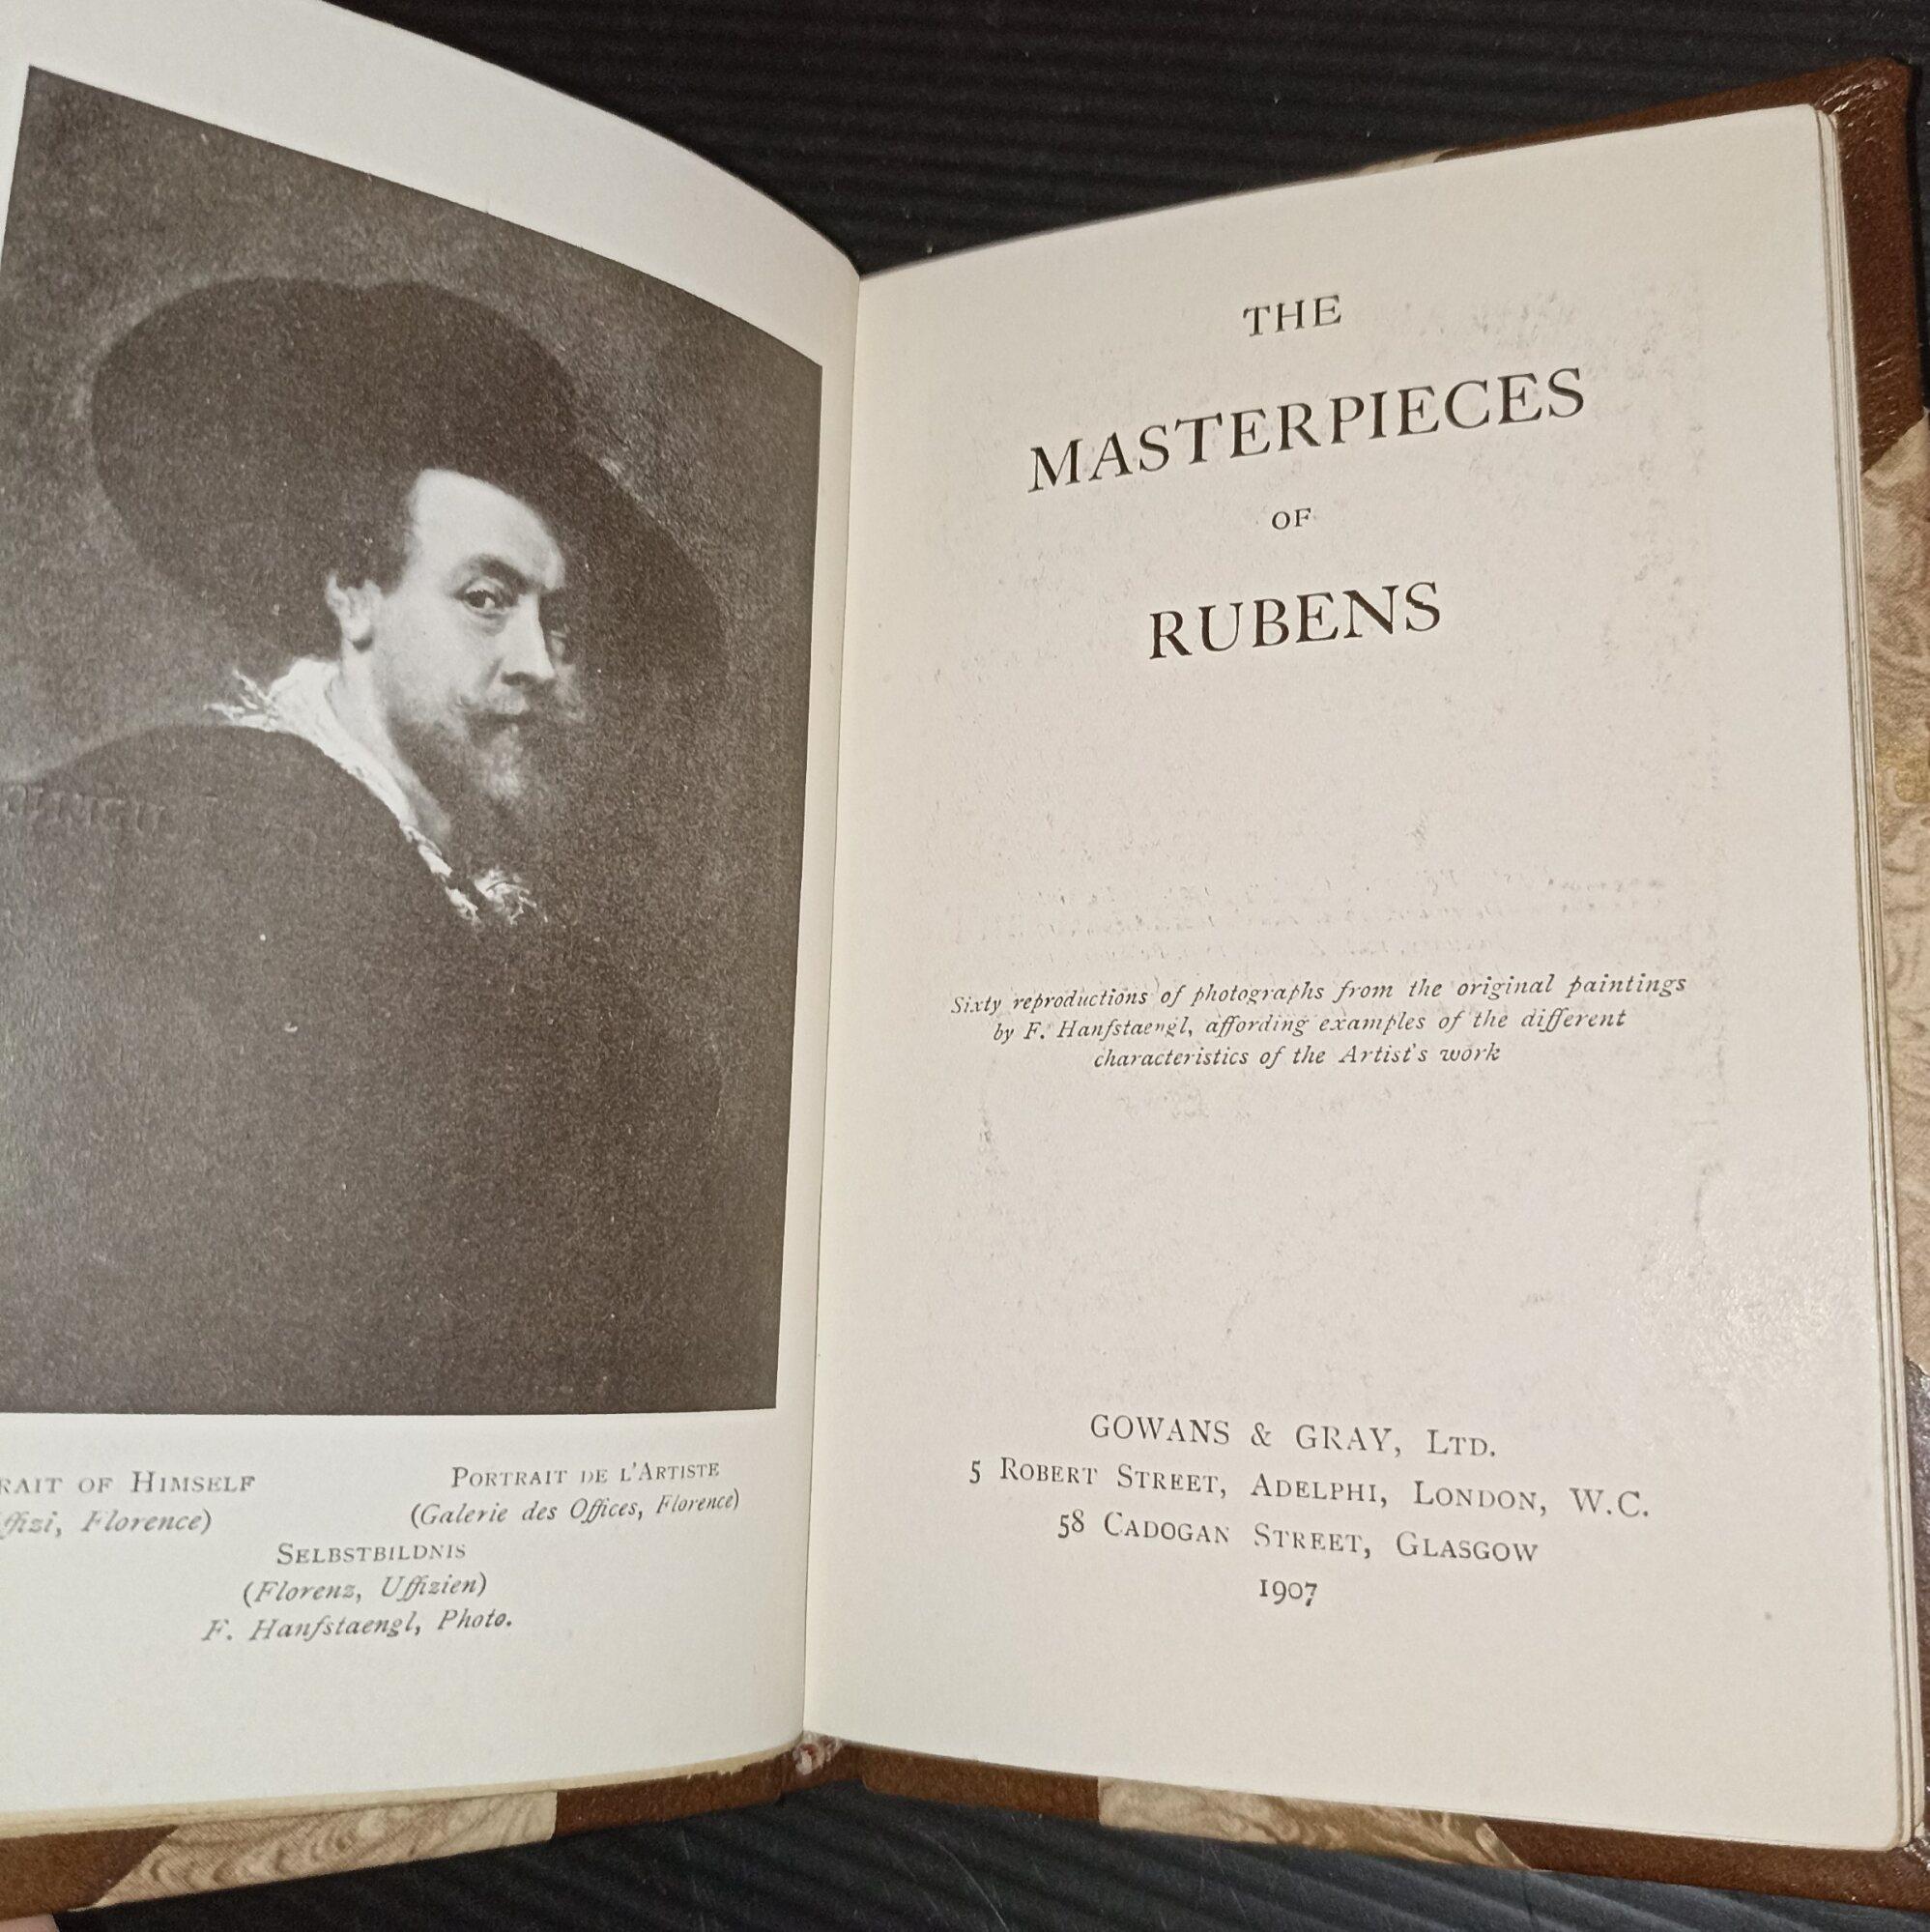 OF HIMSELF
Florence)
PORTRAIT DE L'ARTISTE
(Galerie des Offices, Florence)
SELBSTBILDNIS
(Florenz, Uffizien)
F. Hanfstaengl, Photo.
THE
MASTERPIECES
OF
RUBENS
Sixty reproductions of photographs from the original paintings
by F. Hanfstaengl, affording examples of the different
characteristics of the Artist's work
GOWANS & GRAY, LTD.
5 ROBERT STREET, ADELPHI, LONDON, W.C.
58 CADOGAN STREET, GLASGOW
1907